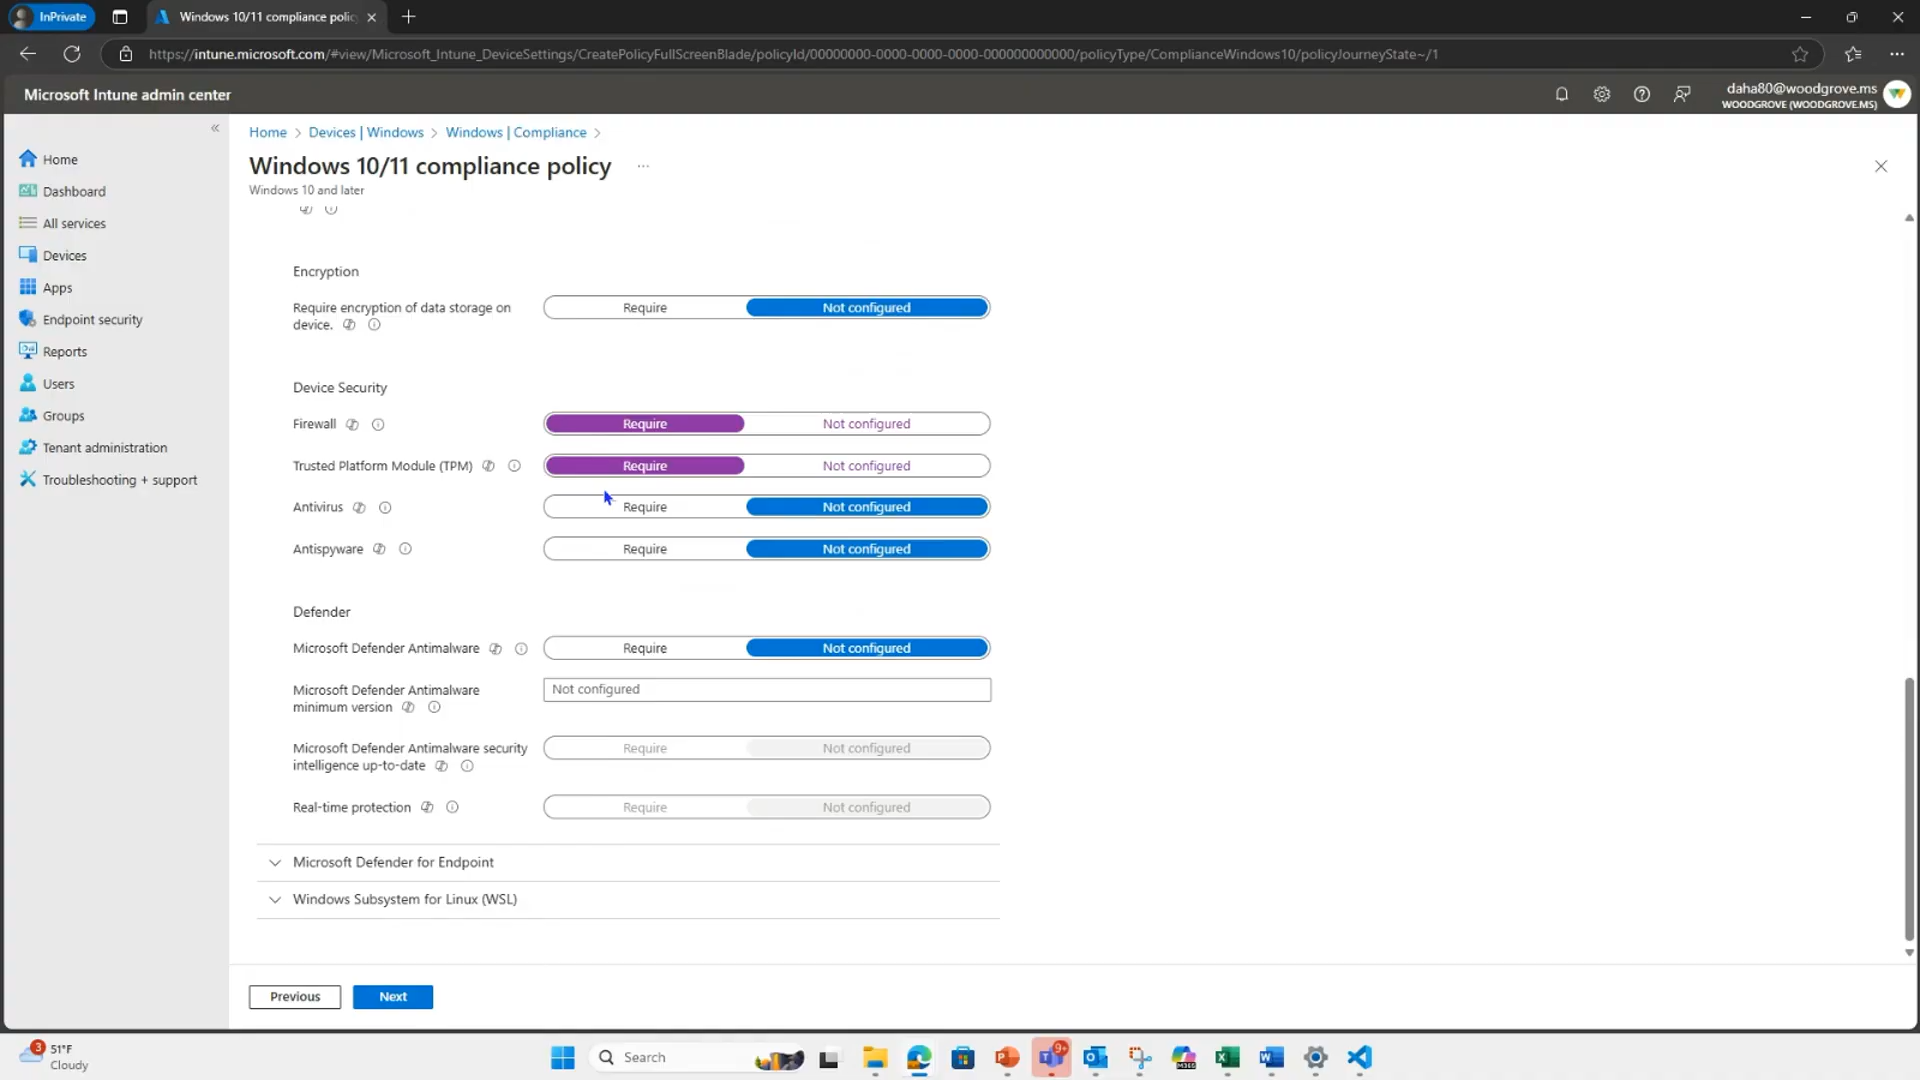 InPrivate
Windows 10/11 compliance polic
https://intune.microsoft.com/#view/Microsoft_Intune_DeviceSettings/CreatePolicyFullScreenBlade/policyId/00000000-0000-0000-0000-000000000000/policyType/ComplianceWindows10/policyJourneyState~/1
Microsoft Intune admin center
daha80@woodgrove.ms
WOODGROVE (WOODGROVE.MS)
Home
Dashboard
All services
Devices
Apps
Endpoint security
Reports
Users
Groups
Tenant administration
Troubleshooting + support
Home > Devices | Windows > Windows | Compliance >
Windows 10/11 compliance policy ...
Windows 10 and later
Encryption
Require encryption of data storage on
device.
Require Not configured
Device Security
Firewall Require Not configured
Trusted Platform Module (TPM) Require Not configured
Antivirus Require Not configured
Antispyware Require Not configured
Defender
Microsoft Defender Antimalware Require Not configured
Microsoft Defender Antimalware
minimum version
Not configured
Microsoft Defender Antimalware security
intelligence up-to-date
Require Not configured
Real-time protection Require Not configured
Microsoft Defender for Endpoint
Windows Subsystem for Linux (WSL)
Previous Next
3
51°F
Cloudy
Search
9+
M365